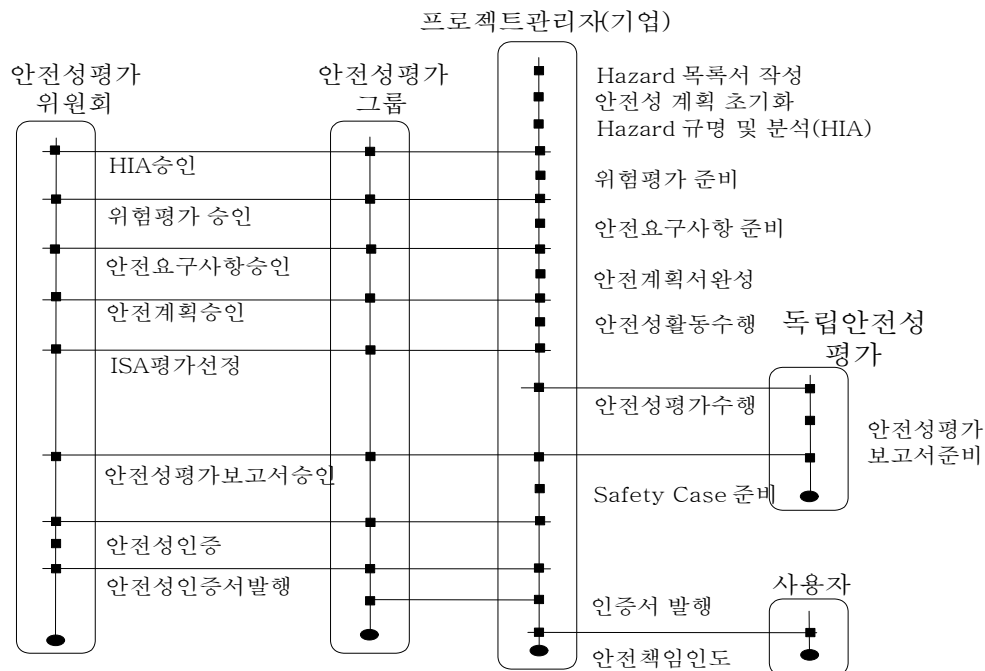 프로젝트관리자(기업)
안전성평가
위원회
안전성평가
그룹
Hazard 목록서 작성
안전성 계획 초기화
Hazard 규명 및 분석(HIA)
HIA승인
위험평가 준비
위험평가 승인
안전요구사항 준비
안전요구사항승인
안전계획서완성
안전계획승인
안전성활동수행
독립안전성
평가
ISA평가선정
안전성평가수행
안전성평가
보고서준비
안전성평가보고서승인
Safety Case 준비
안전성인증
안전성인증서발행
사용자
인증서 발행
안전책임인도